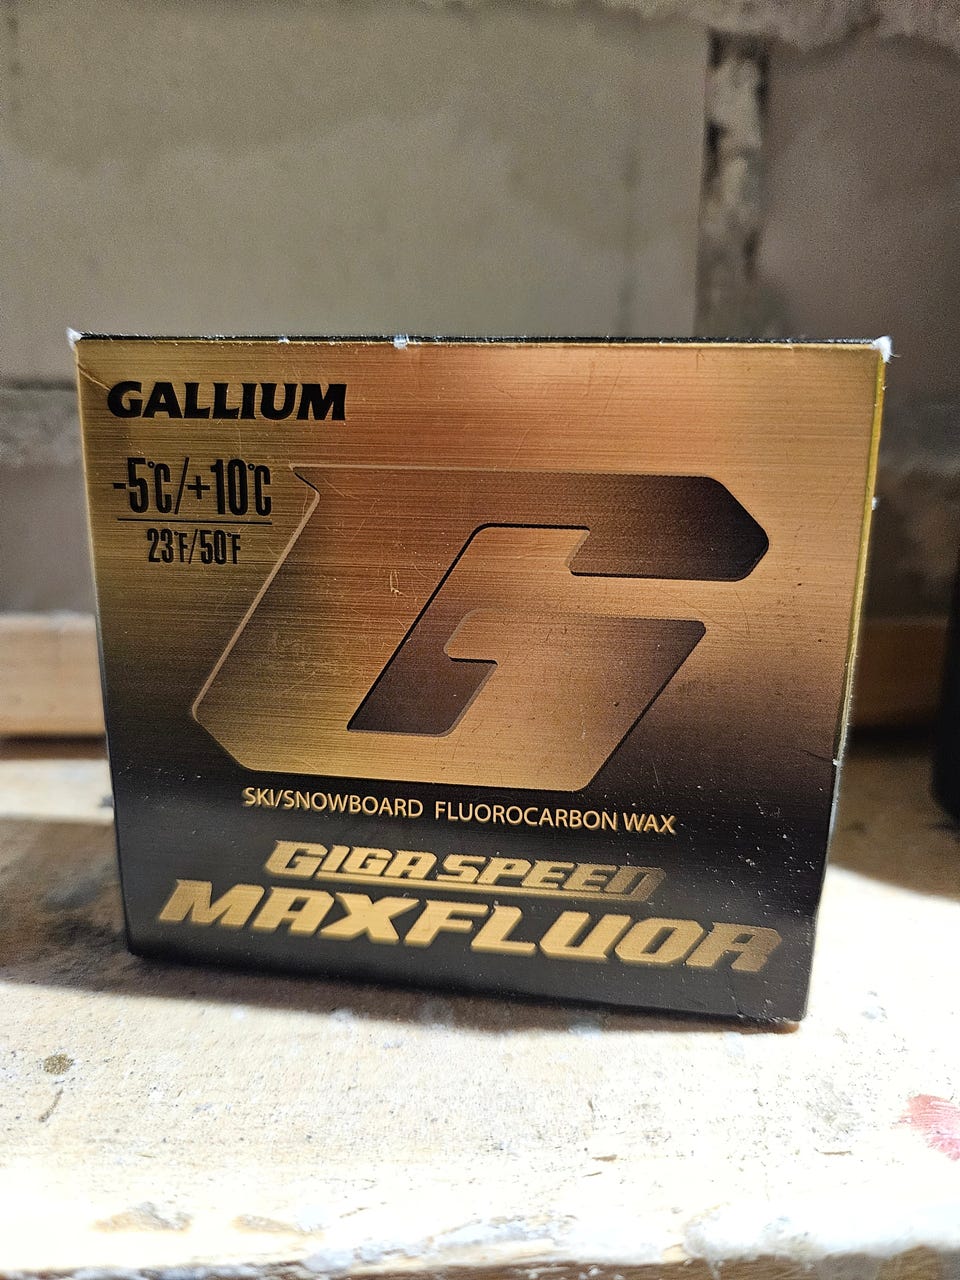 GALLIUM
-5°C/+10°C
23°F/50°F
SKI/SNOWBOARD FLUOROCARBON WAX
GIGA SPEED
MAXFLUOR